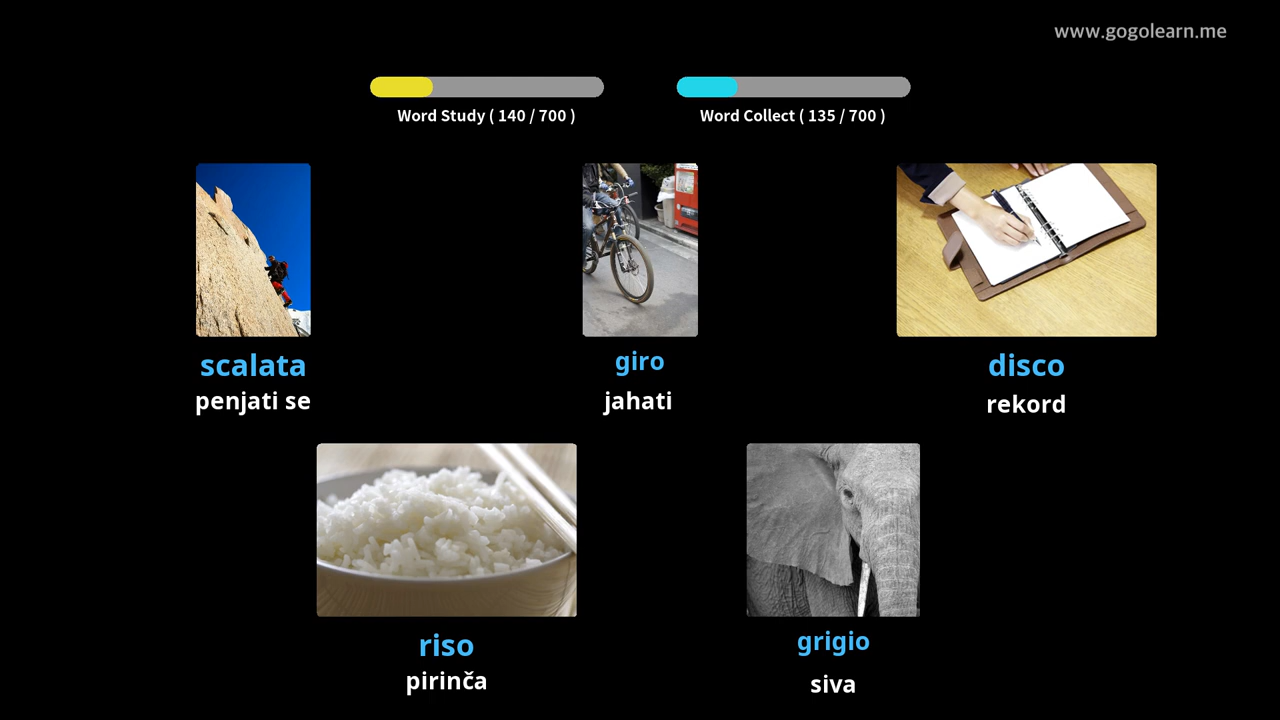 www.gogolearn.me
Word Study ( 140 / 700 )
Word Collect ( 135 / 700 )
scalata
penjati se
giro
jahati
disco
rekord
riso
pirinča
grigio
siva